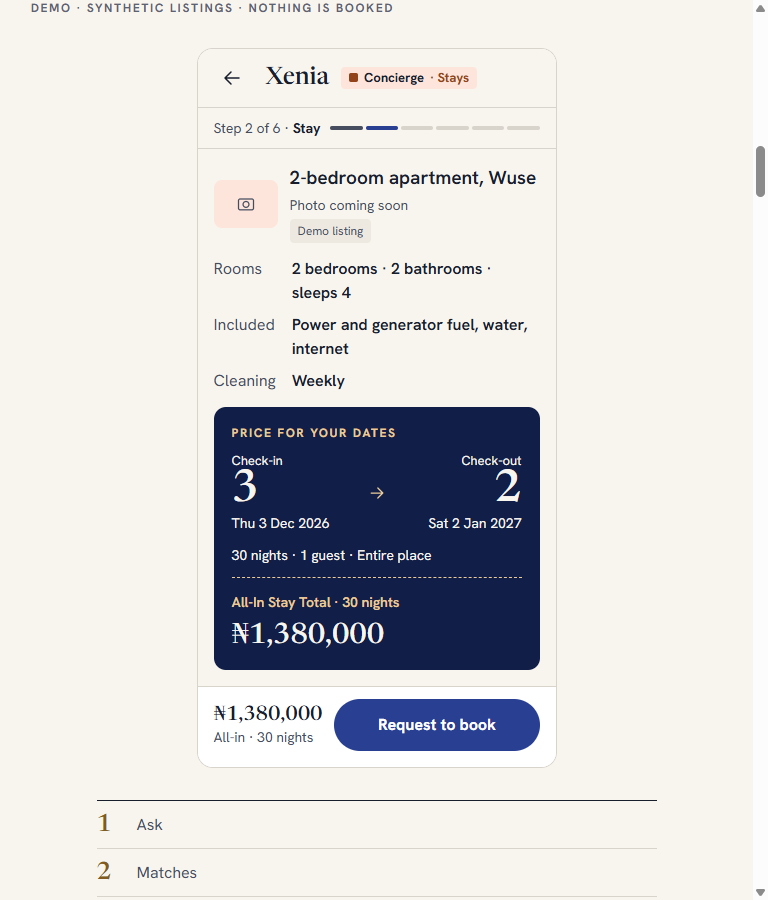 DEMO · SYNTHETIC LISTINGS · NOTHING IS BOOKED
Xenia
Concierge · Stays
Step 2 of 6 · Stay
2-bedroom apartment, Wuse
Photo coming soon
Demo listing
Rooms 2 bedrooms · 2 bathrooms ·
sleeps 4
Included Power and generator fuel, water,
internet
Cleaning Weekly
PRICE FOR YOUR DATES
Check-in Check-out
3 → 2
Thu 3 Dec 2026 Sat 2 Jan 2027
30 nights · 1 guest · Entire place
All-In Stay Total · 30 nights
₦1,380,000
₦1,380,000
All-in · 30 nights
Request to book
1 Ask
2 Matches